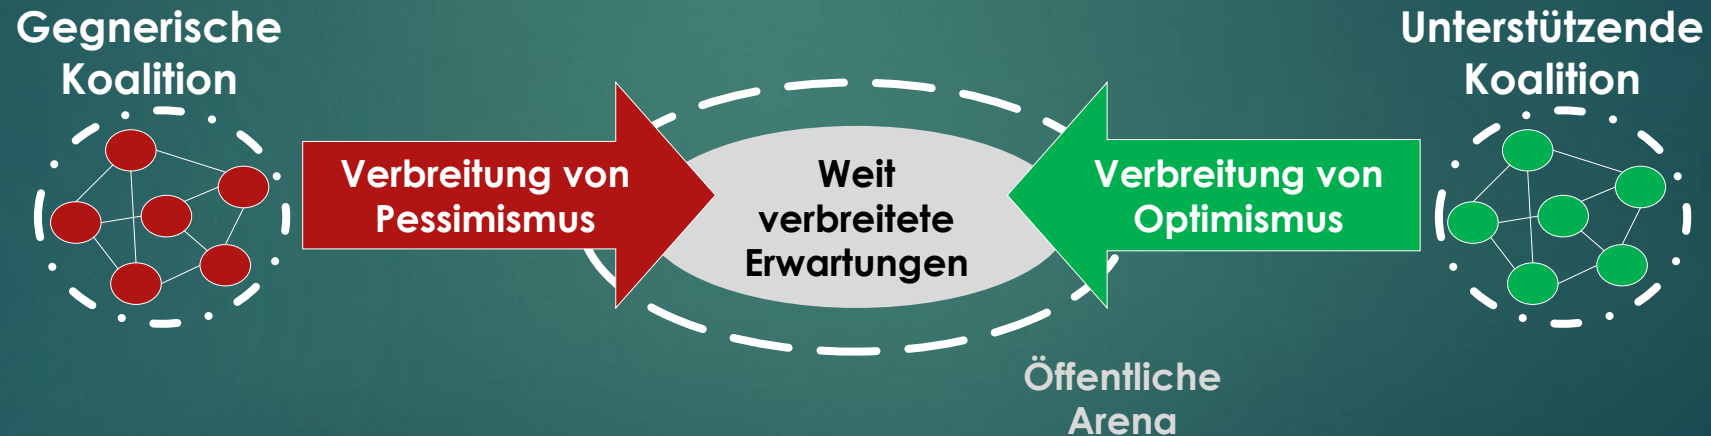 Gegnerische
Koalition
Verbreitung von
Pessimismus
Weit
verbreitete
Erwartungen
Verbreitung von
Optimismus
Unterstützende
Koalition
Öffentliche
Arena